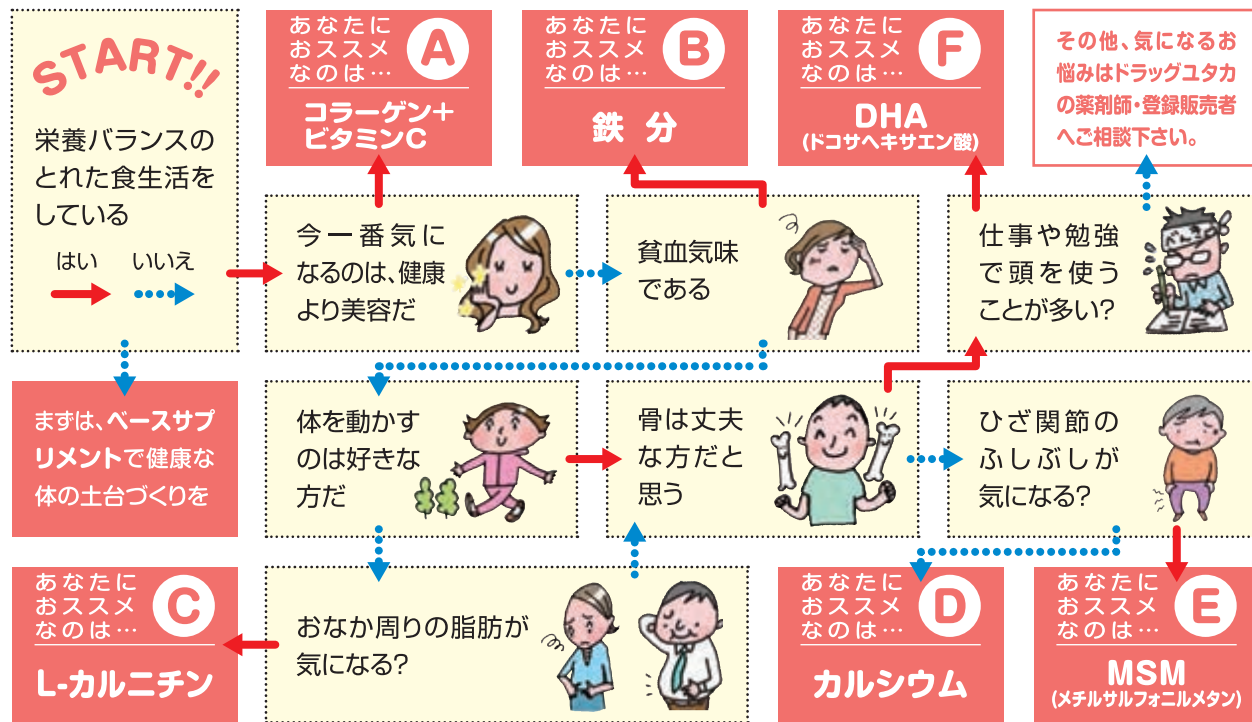 START!!
栄養バランスの
とれた食生活を
している
はい いいえ
あなたに
おススメ
なのは…
A
コラーゲン＋
ビタミンC
あなたに
おススメ
なのは…
B
鉄分
あなたに
おススメ
なのは…
F
DHA
(ドコサヘキサエン酸)
その他、気になるお
悩みはドラッグユタカ
の薬剤師・登録販売者
へご相談下さい。
今一番気に
なるのは、健康
より美容だ
貧血気味
である
仕事や勉強
で頭を使う
ことが多い?
べんきょ
まずは、ベースサプ
リメントで健康な
体の土台づくりを
体を動かす
のは好きな
方だ
骨は丈夫
な方だと
思う
ひざ関節の
ふしぶしが
気になる?
あなたに
おススメ
なのは…
C
L-カルニチン
おなか周りの脂肪が
気になる?
あなたに
おススメ
なのは…
D
カルシウム
あなたに
おススメ
なのは…
E
MSM
(メチルサルフォニルメタン)